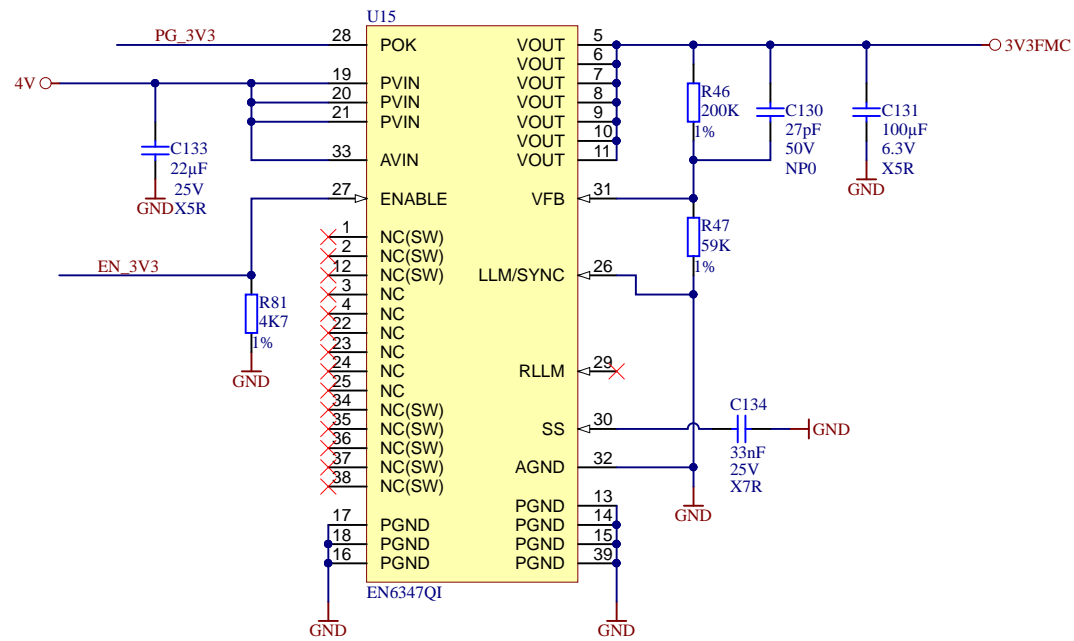 U15
PG_3V3 28 POK VOUT 5 3V3FMC
VOUT 6
4V 19 PVIN VOUT 7
20 PVIN VOUT 8
21 PVIN VOUT 9
VOUT 10
33 AVIN VOUT 11
R46
200K
1%
C130
27pF
50V
NP0
C131
100µF
6.3V
X5R
GND
C133
22µF
25V
X5R
GND
27 ENABLE VFB 31
1 NC(SW)
2 NC(SW)
EN_3V3 12 NC(SW) LLM/SYNC 26
R47
59K
1%
3 NC
4 NC
22 NC
23 NC
24 NC RLLM 29
25 NC
R81
4K7
1%
GND
34 NC(SW)
35 NC(SW) SS 30
36 NC(SW)
37 NC(SW) AGND 32
38 NC(SW)
C134
33nF
25V
X7R
GND
GND
PGND 13
17 PGND PGND 14
18 PGND PGND 15
16 PGND PGND 39
EN6347QI
GND
GND